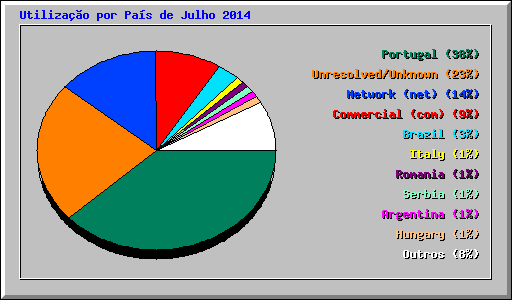 Utilização por País de Julho 2014
Portugal (38%)
Unresolved/Unknown (23%)
Network (net) (14%)
Commercial (com) (9%)
Brazil (3%)
Italy (1%)
Romania (1%)
Serbia (1%)
Argentina (1%)
Hungary (1%)
Outros (8%)